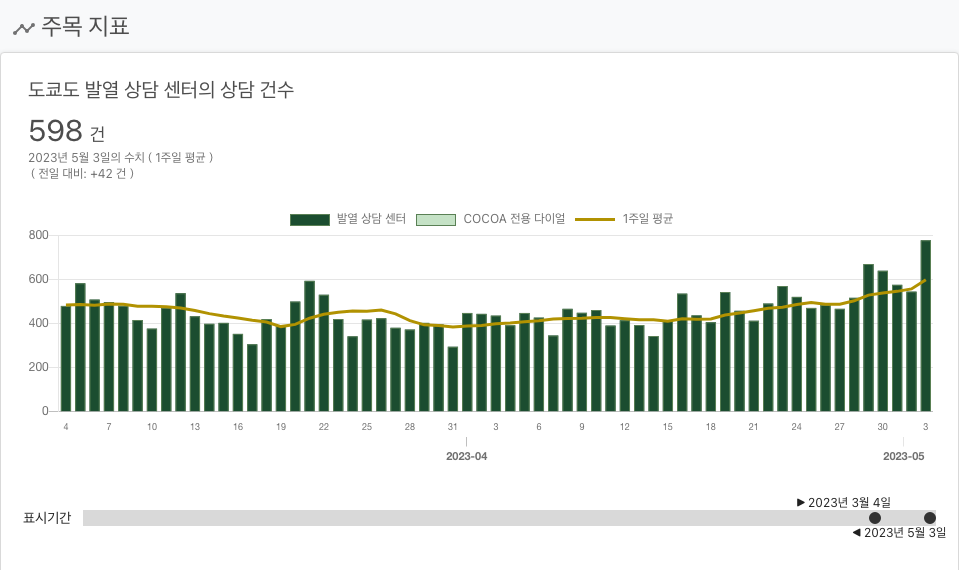 주목 지표
도쿄도 발열 상담 센터의 상담 건수
598 건
2023년 5월 3일의 수치 ( 1주일 평균 )
( 전일 대비: +42 건 )
발열 상담 센터 COCOA 전용 다이얼 1주일 평균
800
600
400
200
0
4 7 10 13 16 19 22 25 28 31 3 6 9 12 15 18 21 24 27 30 3
2023-04 2023-05
▶ 2023년 3월 4일
표시기간
◀ 2023년 5월 3일